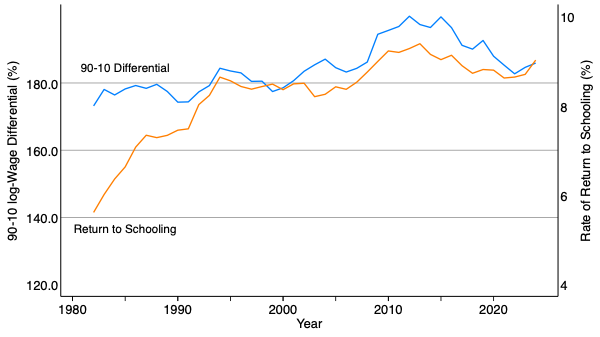 90-10 log-Wage Differential (%)
180.0
160.0
140.0
120.0
90-10 Differential
Return to Schooling
10
8
6
4
Rate of Return to Schooling (%)
1980
1990
2000
2010
2020
Year